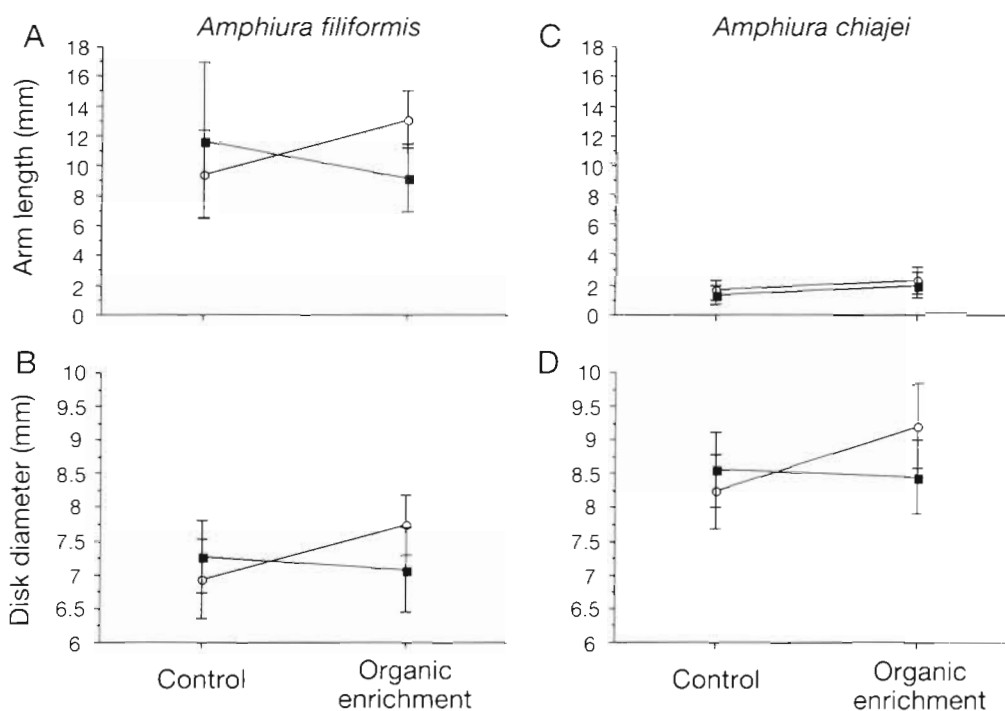 A
Amphiura filiformis
Arm length (mm)
18
16
14
12
10
8
6
4
2
0
C
Amphiura chiajei
18
16
14
12
10
8
6
4
2
0
B
Disk diameter (mm)
10
9.5
9
8.5
8
7.5
7
6.5
6
Control
Organic
enrichment
D
10
9.5
9
8.5
8
7.5
7
6.5
6
Control
Organic
enrichment